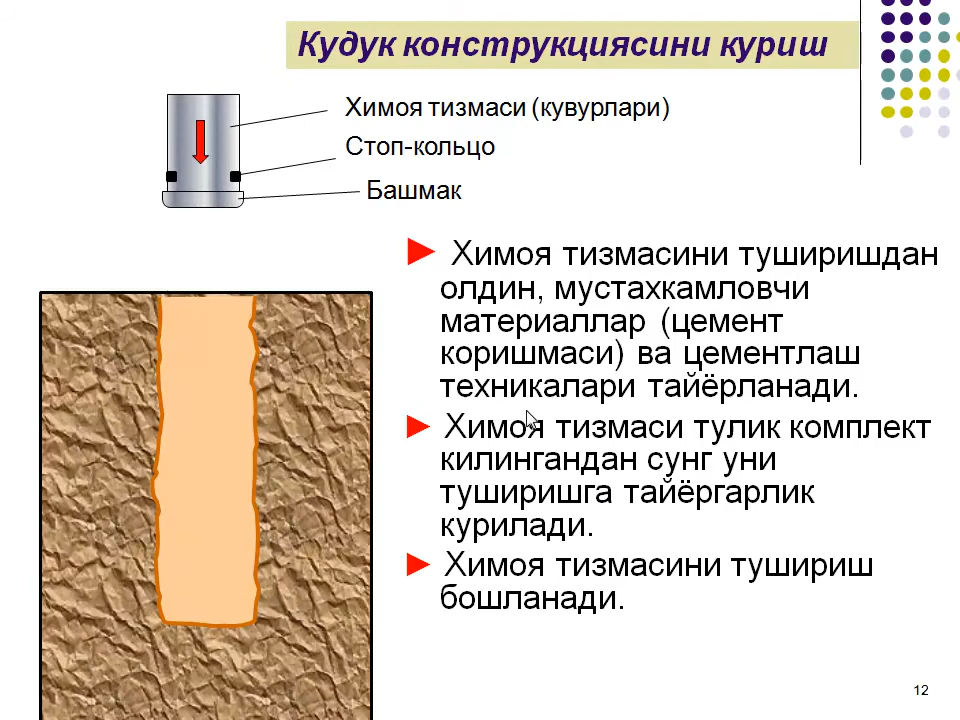 Кудук конструкциясини куриш
Химоя тизмаси (кувурлари)
Стоп-кольцо
Башмак
► Химоя тизмасини туширишдан
олдин, мустахкамловчи
материаллар (цемент
коришмаси) ва цементлаш
техникалари тайёрланади.
► Химоя тизмаси тулик комплект
килингандан сунг уни
туширишга тайёргарлик
курилади.
► Химоя тизмасини тушириш
бошланади.
12